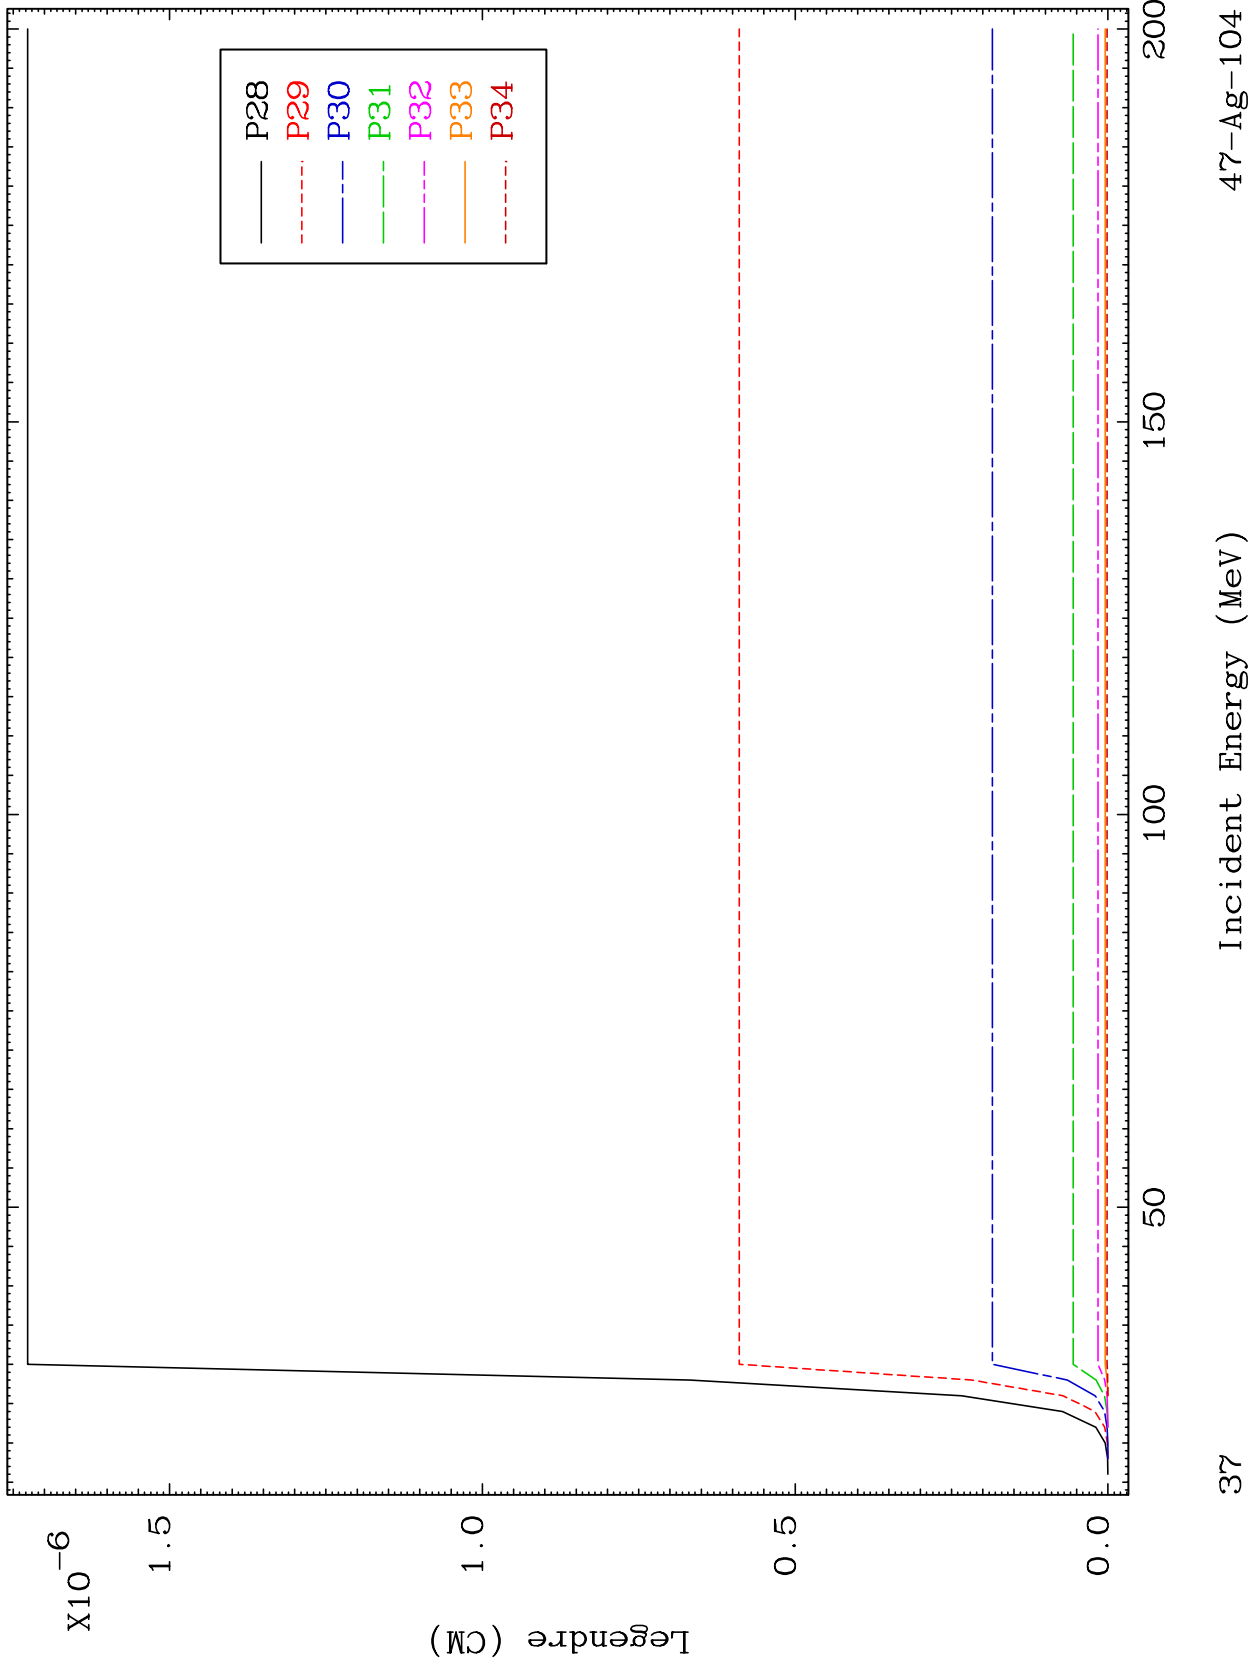 X10-6
1.5
1.0
0.5
0.0
Legendre (CM)
P28
P29
P30
P31
P32
P33
P34
50
100
150
200
37
Incident Energy (MeV)
47-Ag-104